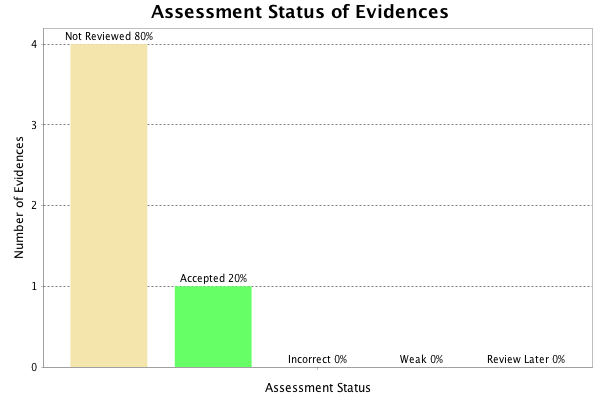 Assessment Status of Evidences
Not Reviewed 80%
Accepted 20%
Incorrect 0%
Weak 0%
Review Later 0%
4
3
2
1
0
Number of Evidences
Assessment Status